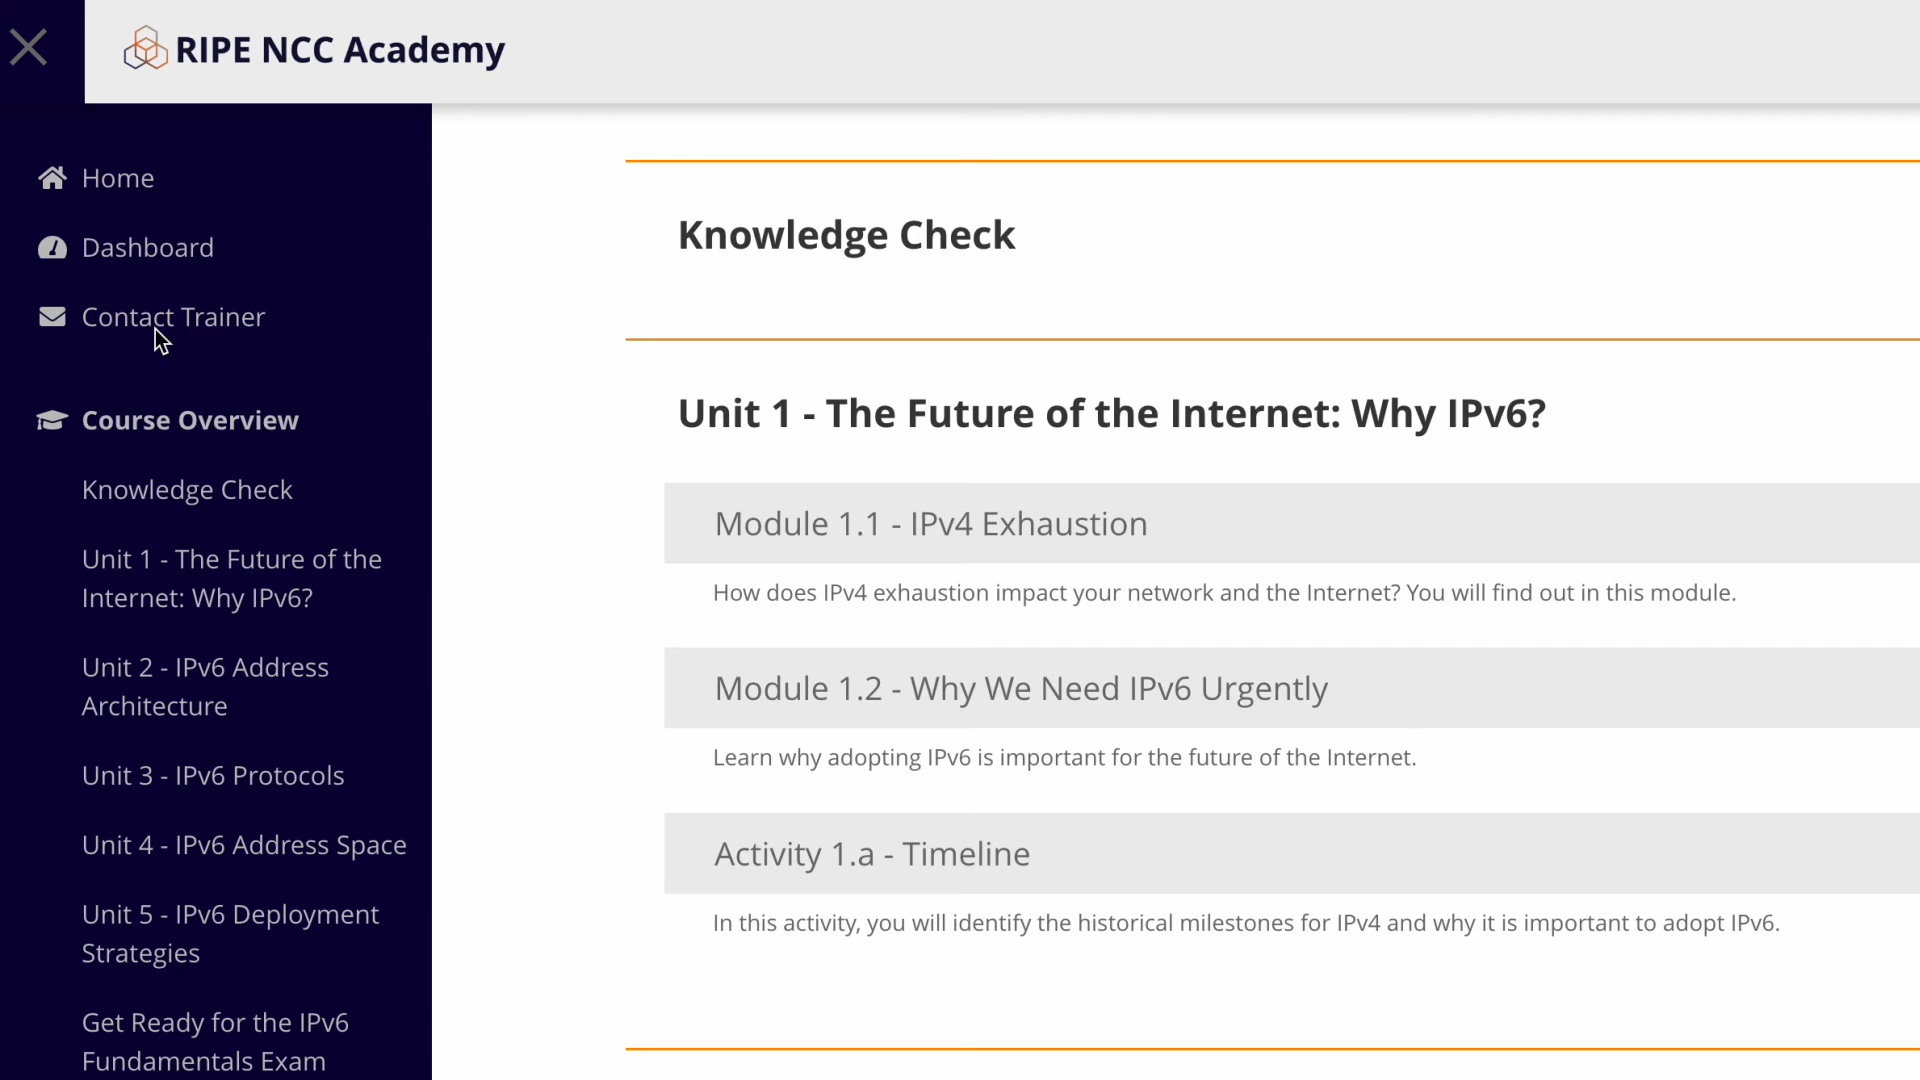 RIPE NCC Academy
Home
Dashboard
Contact Trainer
Course Overview
Knowledge Check
Unit 1 - The Future of the
Internet: Why IPv6?
Unit 2 - IPv6 Address
Architecture
Unit 3 - IPv6 Protocols
Unit 4 - IPv6 Address Space
Unit 5 - IPv6 Deployment
Strategies
Get Ready for the IPv6
Fundamentals Exam
Knowledge Check
Unit 1 - The Future of the Internet: Why IPv6?
Module 1.1 - IPv4 Exhaustion
How does IPv4 exhaustion impact your network and the Internet? You will find out in this module.
Module 1.2 - Why We Need IPv6 Urgently
Learn why adopting IPv6 is important for the future of the Internet.
Activity 1.a - Timeline
In this activity, you will identify the historical milestones for IPv4 and why it is important to adopt IPv6.